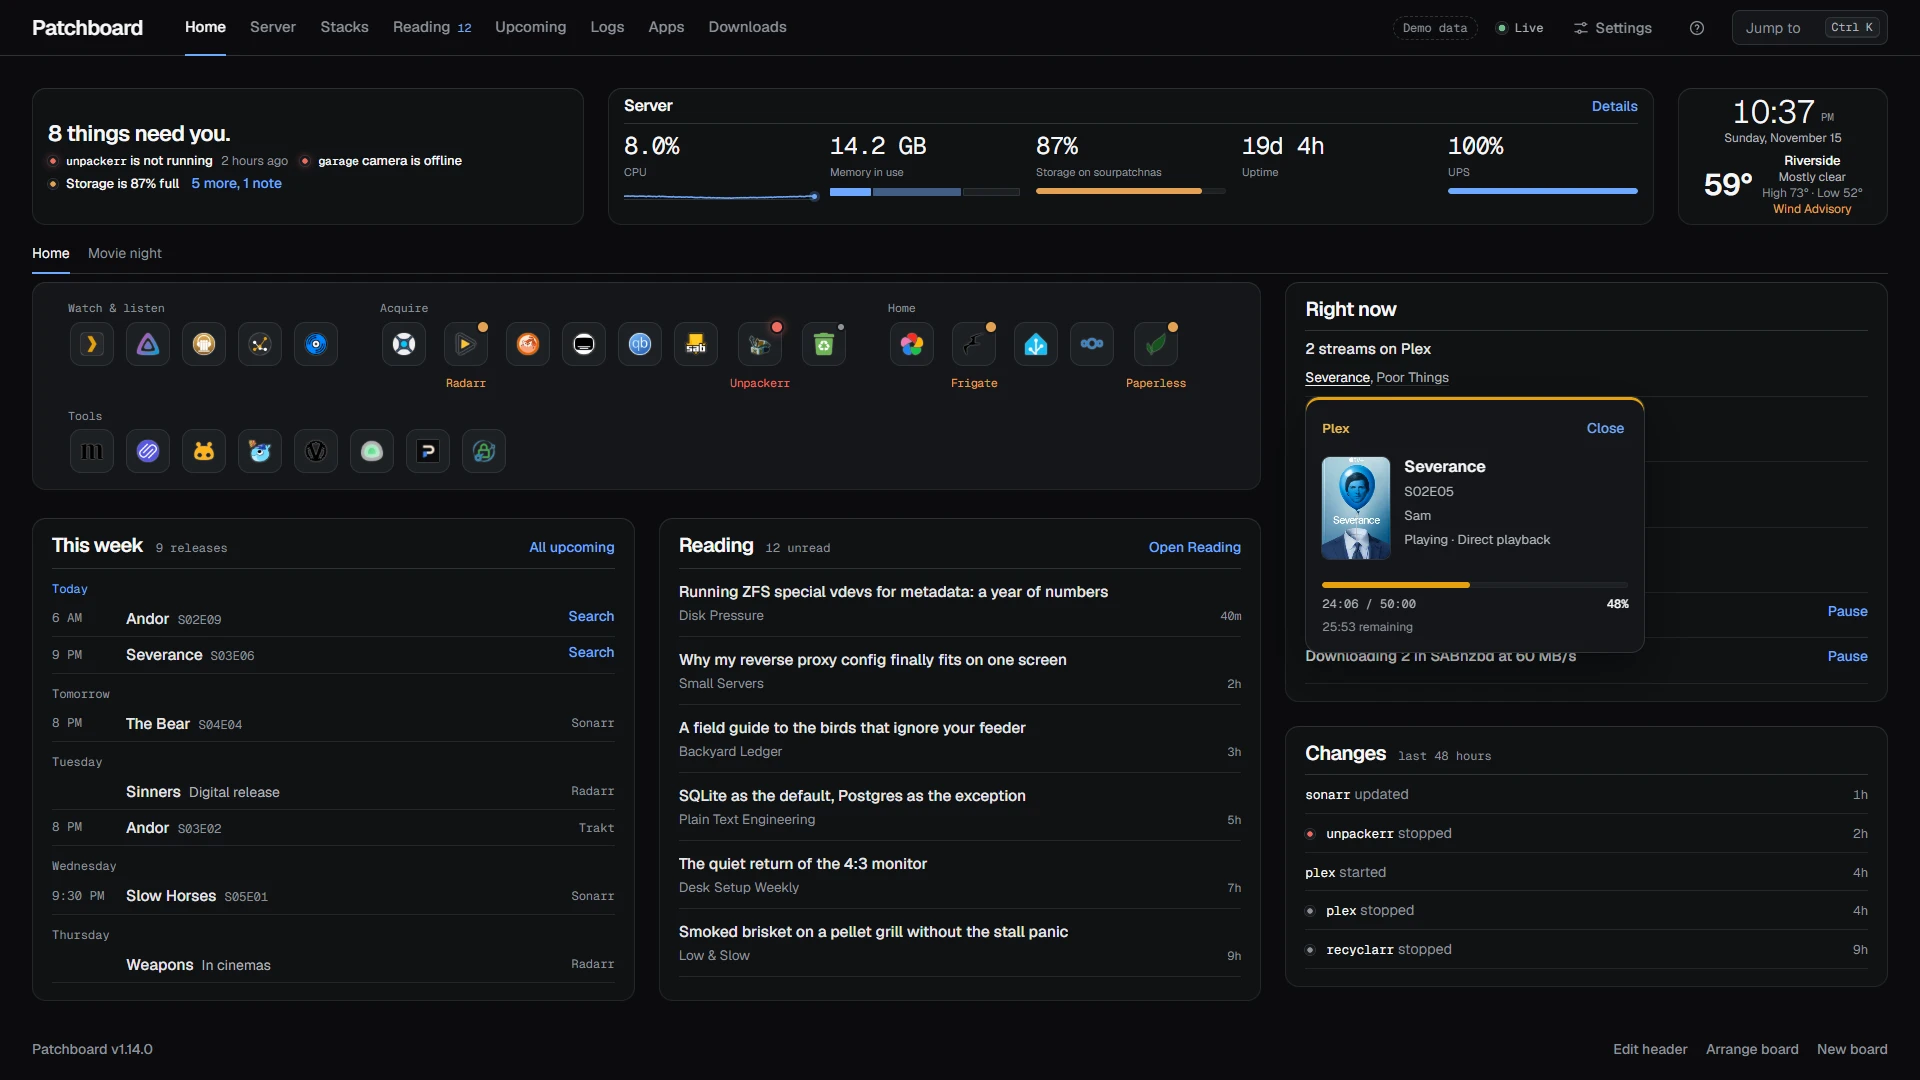 Patchboard
Home
Server
Stacks
Reading 12
Upcoming
Logs
Apps
Downloads
Demo data
Live
Settings
Jump to
Ctrl K
8 things need you.
unpackerr is not running 2 hours ago
garage camera is offline
Storage is 87% full
5 more, 1 note
Server
Details
8.0%
CPU
14.2 GB
Memory in use
87%
Storage on sourpatchnas
19d 4h
Uptime
100%
UPS
10:37 PM
Sunday, November 15
59°
Riverside
Mostly clear
High 73° · Low 52°
Wind Advisory
Home
Movie night
Watch & listen
Acquire
Radarr
qb
sab
Unpackerr
Home
Frigate
Paperless
Tools
m
This week 9 releases
All upcoming
Today
6 AM Andor S02E09 Search
9 PM Severance S03E06 Search
Tomorrow
8 PM The Bear S04E04 Sonarr
Tuesday
Sinners Digital release Radarr
8 PM Andor S03E02 Trakt
Wednesday
9:30 PM Slow Horses S05E01 Sonarr
Thursday
Weapons In cinemas Radarr
Reading 12 unread
Open Reading
Running ZFS special vdevs for metadata: a year of numbers
Disk Pressure 40m
Why my reverse proxy config finally fits on one screen
Small Servers 2h
A field guide to the birds that ignore your feeder
Backyard Ledger 3h
SQLite as the default, Postgres as the exception
Plain Text Engineering 5h
The quiet return of the 4:3 monitor
Desk Setup Weekly 7h
Smoked brisket on a pellet grill without the stall panic
Low & Slow 9h
Right now
2 streams on Plex
Severance, Poor Things
Plex
Close
Severance
Severance
S02E05
Sam
Playing · Direct playback
24:06 / 50:00 48%
25:53 remaining
Pause
Downloading 2 in SABnzbd at 60 MB/s
Pause
Changes last 48 hours
sonarr updated 1h
unpackerr stopped 2h
plex started 4h
plex stopped 4h
recyclarr stopped 9h
Patchboard v1.14.0
Edit header
Arrange board
New board